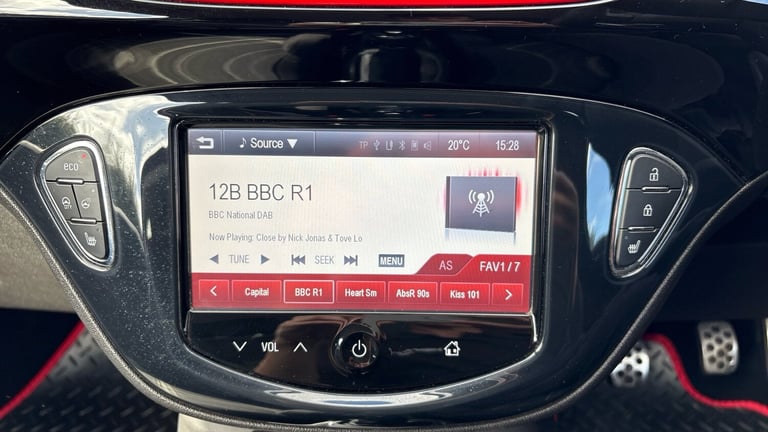 Source TP 20°C 15:28
eco
12B BBC R1
BBC National DAB
Now Playing: Close by Nick Jonas & Tove Lo
TUNE SEEK MENU AS FAV1/7
Capital BBC R1 Heart Sm AbsR 90s Kiss 101
VOL